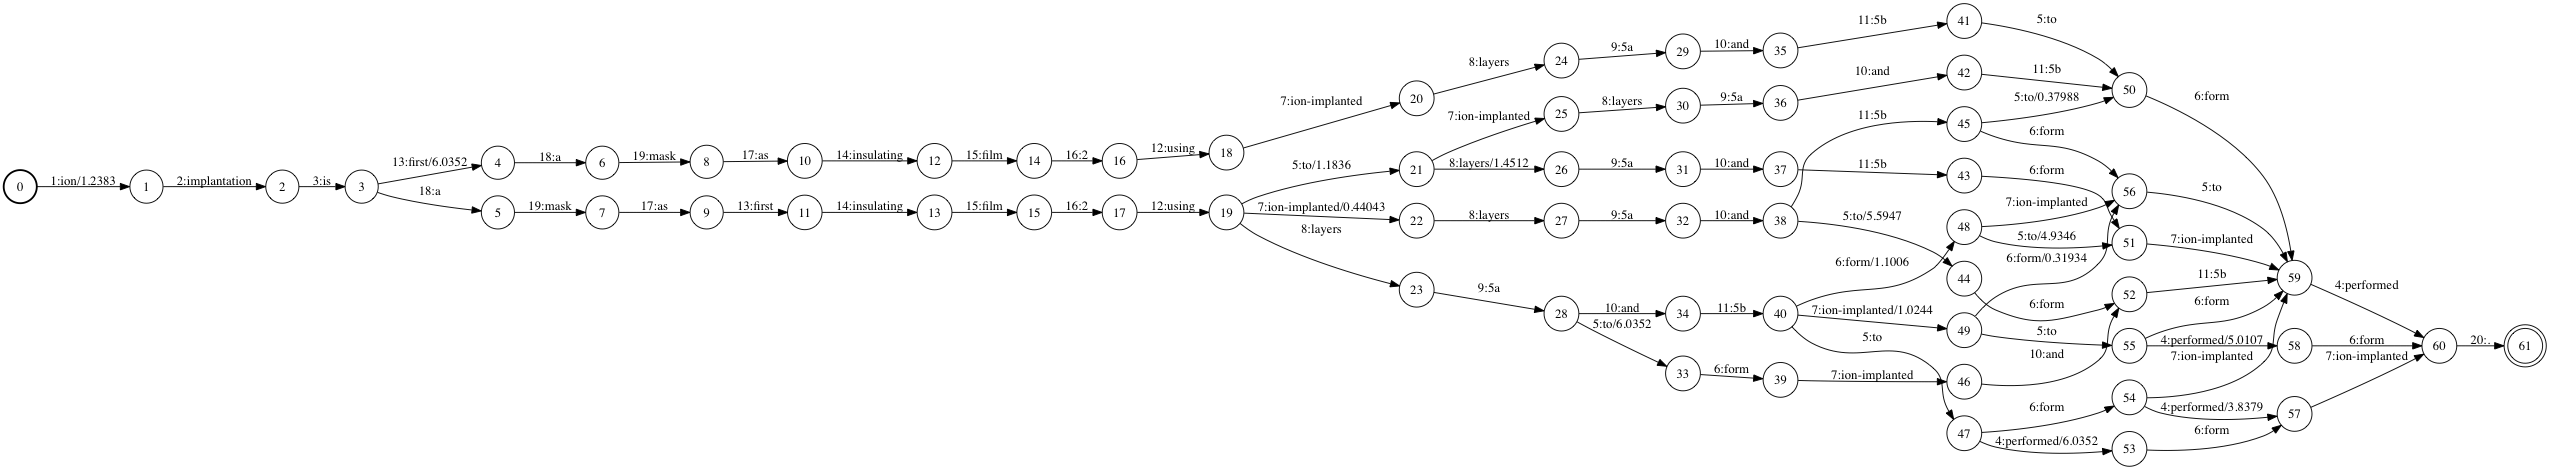 0
1:ion/1.2383
1
2:implantation
2
3:is
3
13:first/6.0352
4
18:a
6
19:mask
8
17:as
10
14:insulating
12
15:film
14
16:2
16
12:using
18
7:ion-implanted
20
8:layers
24
9:5a
29
10:and
35
11:5b
41
5:to
18:a
5
19:mask
7
17:as
9
13:first
11
14:insulating
13
15:film
15
16:2
17
12:using
19
5:to/1.1836
21
7:ion-implanted
25
8:layers
30
9:5a
36
10:and
42
11:5b
50
6:form
8:layers/1.4512
26
9:5a
31
10:and
37
11:5b
43
6:form
7:ion-implanted/0.44043
22
8:layers
27
9:5a
32
10:and
38
11:5b
45
5:to/0.37988
6:form
56
5:to
5:to/5.5947
44
6:form
8:layers
23
9:5a
28
10:and
34
11:5b
40
6:form/1.1006
48
7:ion-implanted
5:to/4.9346
51
7:ion-implanted
7:ion-implanted/1.0244
49
6:form/0.31934
5:to
55
6:form
4:performed/5.0107
58
6:form
5:to
47
6:form
54
7:ion-implanted
4:performed/3.8379
57
7:ion-implanted
4:performed/6.0352
53
6:form
5:to/6.0352
33
6:form
39
7:ion-implanted
46
10:and
52
11:5b
59
4:performed
60
20:.
61